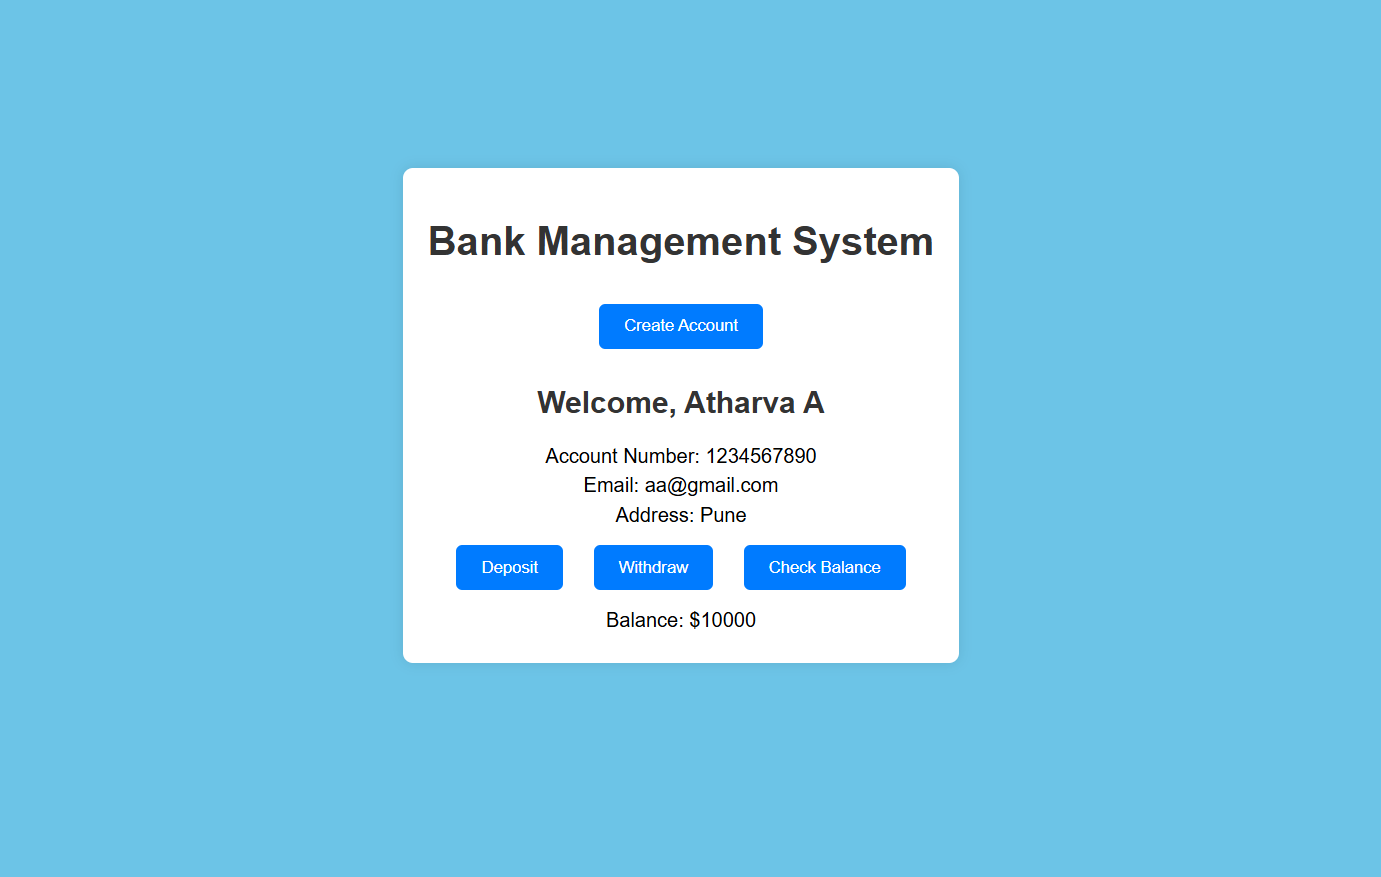 Bank Management System
Create Account
Welcome, Atharva A
Account Number: 1234567890
Email: aa@gmail.com
Address: Pune
Deposit Withdraw Check Balance
Balance: $10000